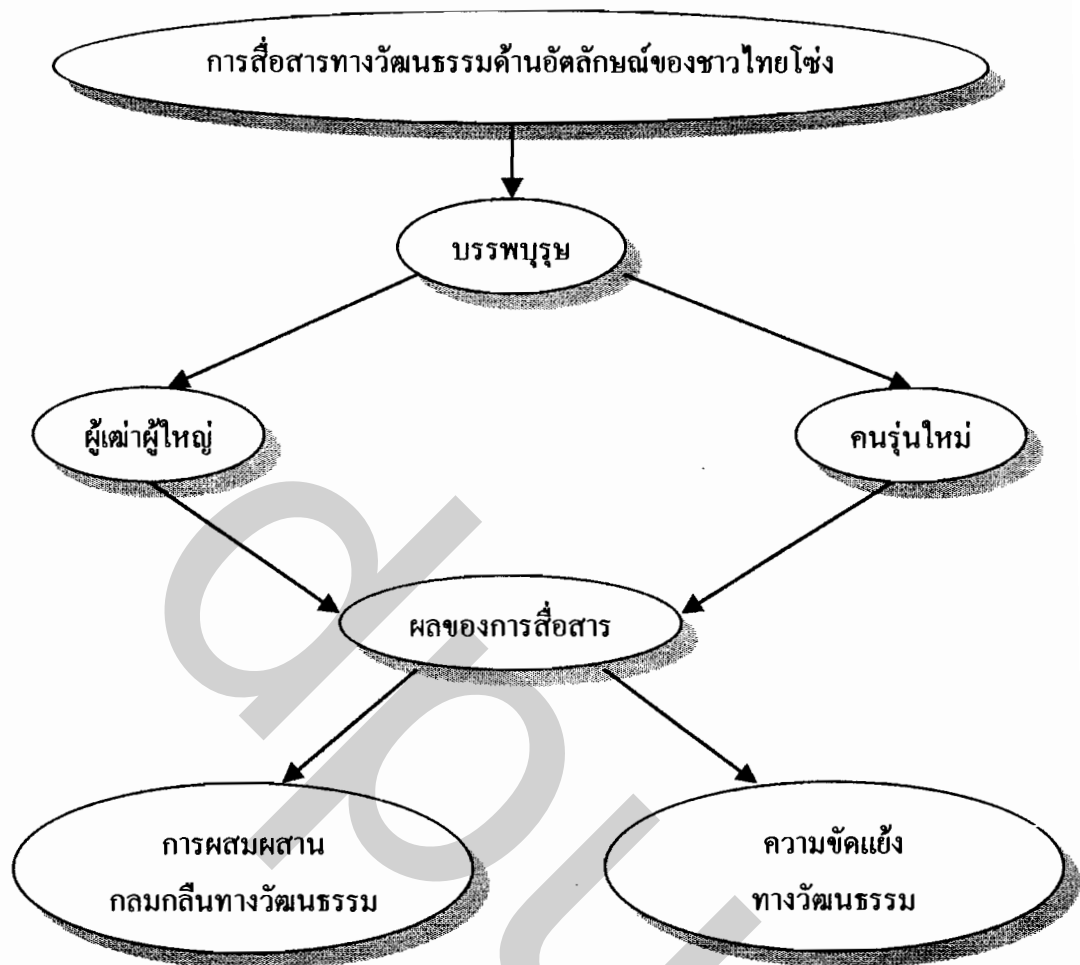 การสื่อสารทางวัฒนธรรมด้านอัตลักษณ์ของชาวไทยโซ่ง
บรรพบุรุษ
ผู้เฒ่าผู้ใหญ่
คนรุ่นใหม่
ผลของการสื่อสาร
การผสมผสาน
กลมกลืนทางวัฒนธรรม
ความขัดแย้ง
ทางวัฒนธรรม
dpu